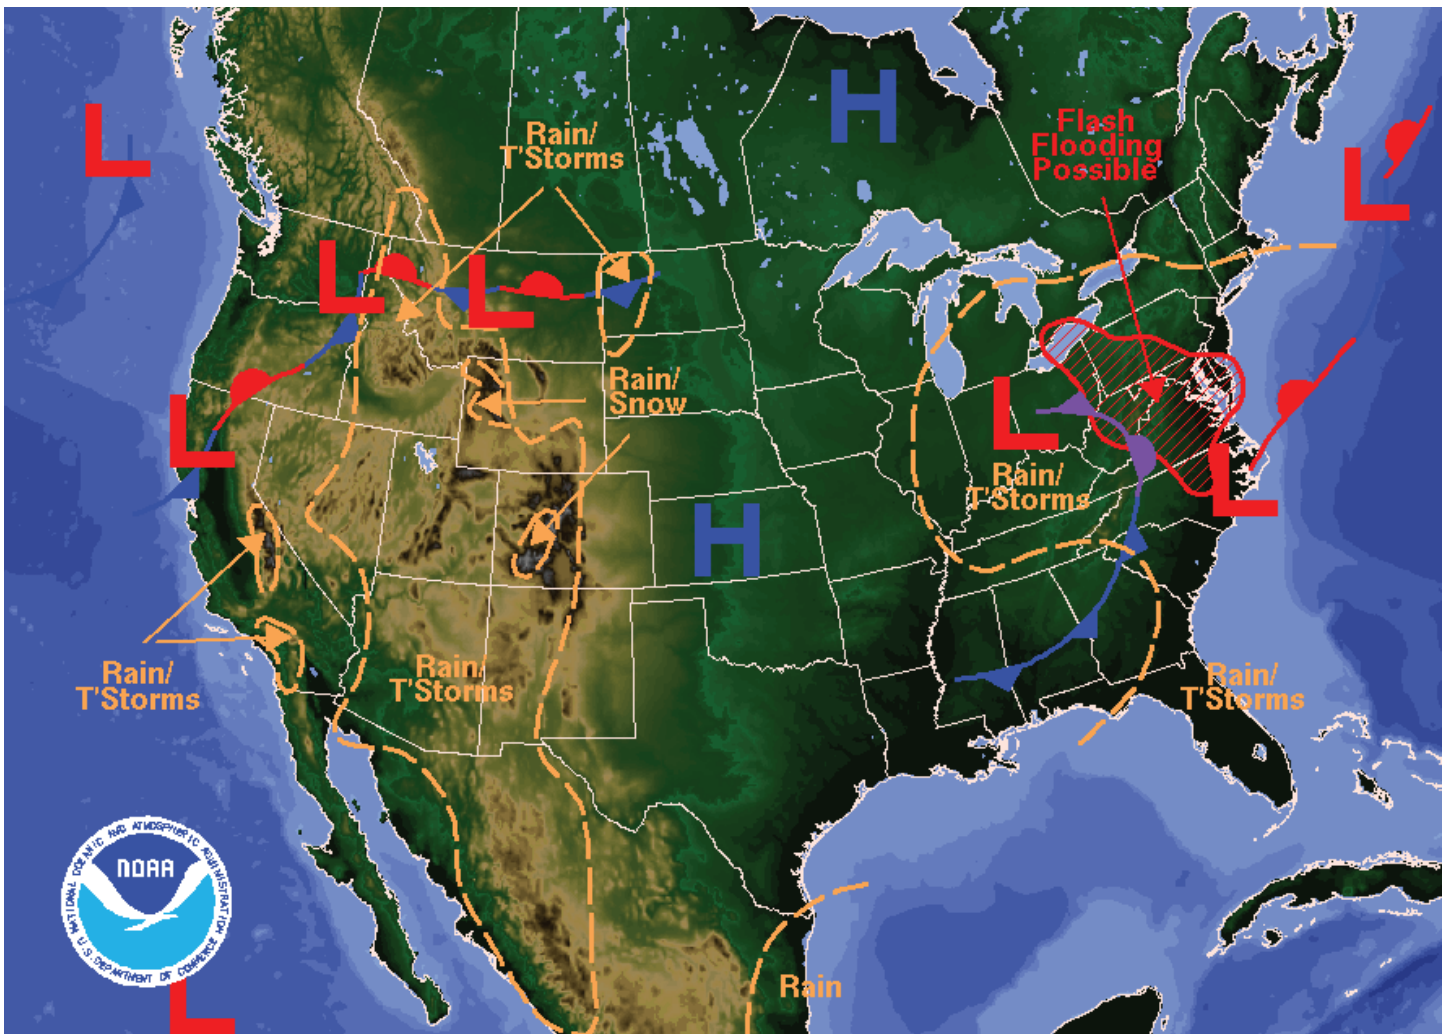 L
H
Flash
Flooding
Possible
L
Rain/
T'Storms
L
L
Rain/
Snow
L
L
Rain/
T'Storms
L
H
Rain/
T'Storms
Rain/
T'Storms
Rain/
T'Storms
NOAA
NATIONAL OCEANIC AND ATMOSPHERIC ADMINISTRATION
U.S. DEPARTMENT OF COMMERCE
Rain
L